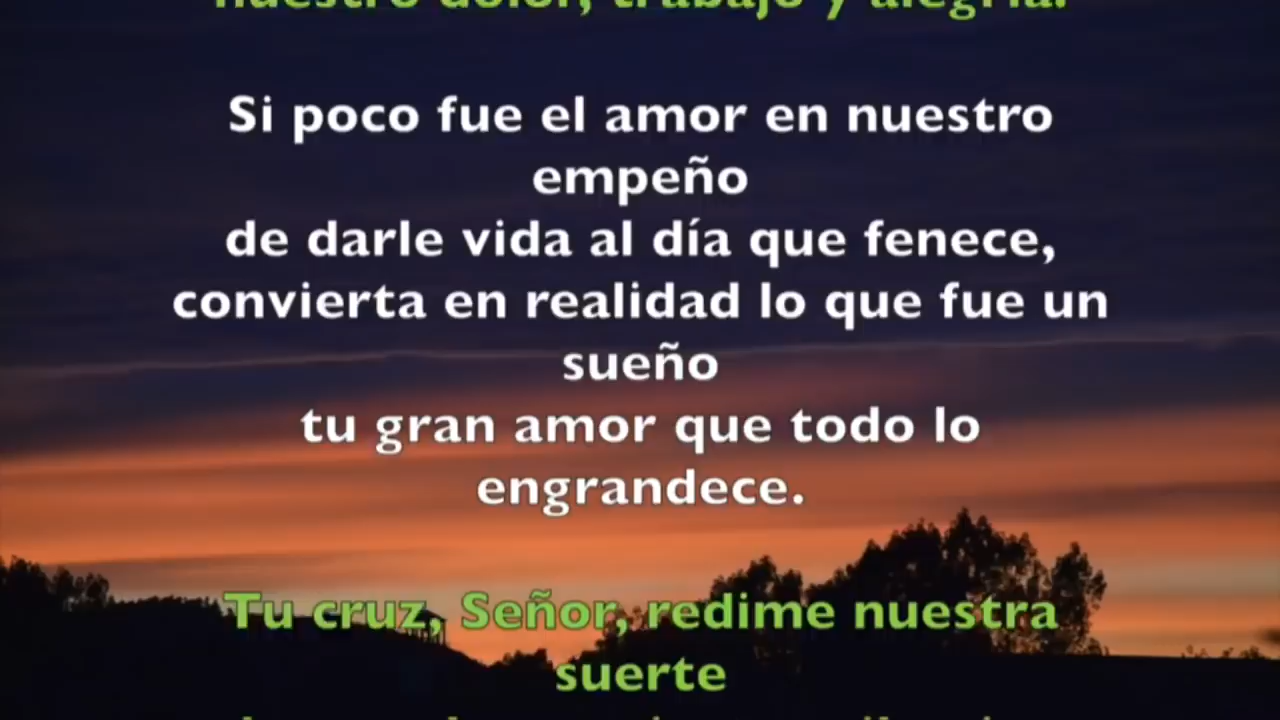 nuestro dolor, trabajo y alegría.
Si poco fue el amor en nuestro
empeño
de darle vida al día que fenece,
convierta en realidad lo que fue un
sueño
tu gran amor que todo lo
engrandece.
Tu cruz, Señor, redime nuestra
suerte